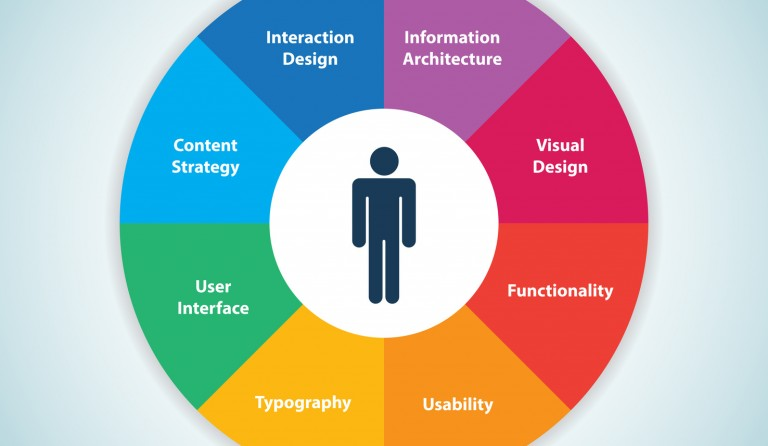 Interaction
Design
Information
Architecture
Visual
Design
Functionality
Usability
Typography
User
Interface
Content
Strategy